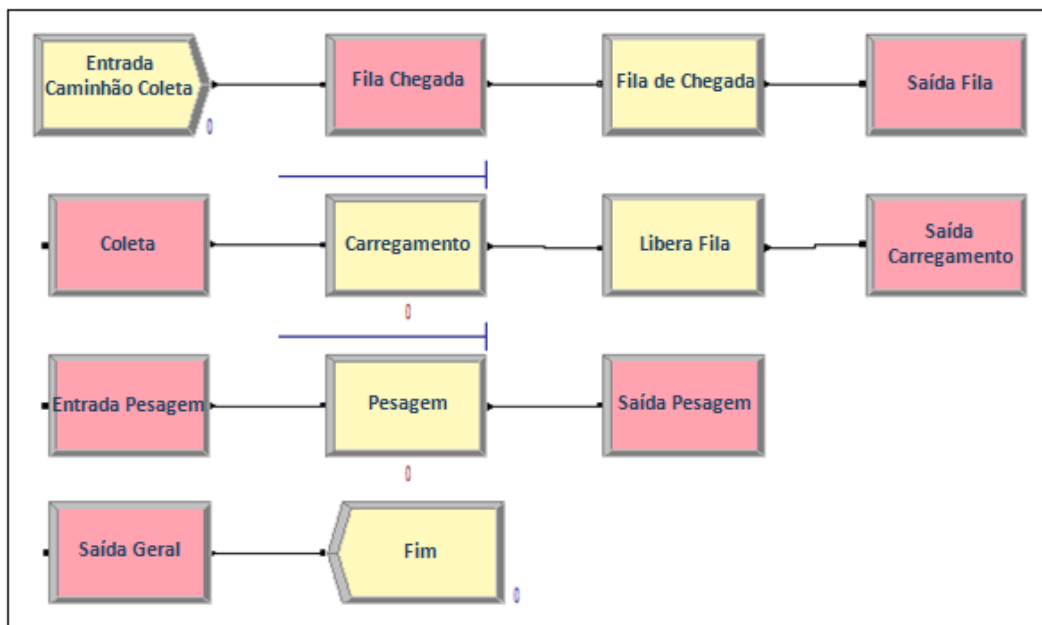 Entrada
Caminhão Coleta
0
Fila Chegada
Fila de Chegada
Saída Fila
Coleta
Carregamento
0
Libera Fila
Saída
Carregamento
Entrada Pesagem
Pesagem
0
Saída Pesagem
Saída Geral
Fim
0